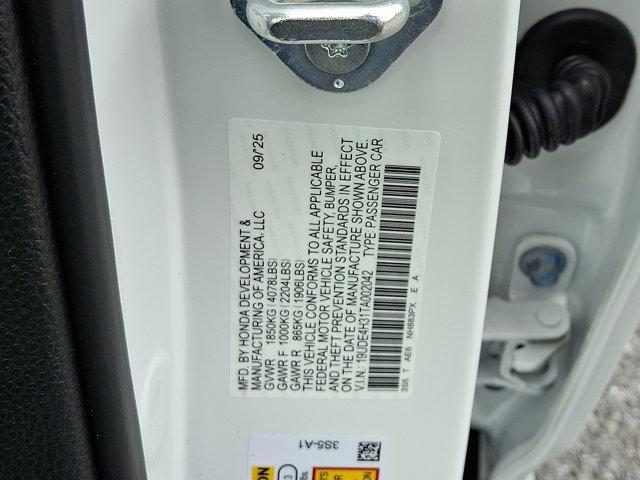 MFD. BY HONDA DEVELOPMENT &
MANUFACTURING OF AMERICA, LLC 09/'25
GVWR 1850KG(4078LBS)
GAWR F 1000KG(2204LBS)
GAWR R 865KG(1906LBS)
THIS VEHICLE CONFORMS TO ALL APPLICABLE
FEDERAL MOTOR VEHICLE SAFETY, BUMPER,
AND THEFT PREVENTION STANDARDS IN EFFECT
ON THE DATE OF MANUFACTURE SHOWN ABOVE.
V.I.N: 19UDE4H31TA002042 TYPE: PASSENGER CAR
3S5 T AE6 NH883PX E A
3S5-A1